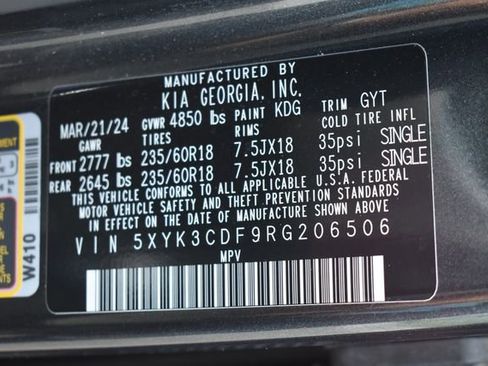 MANUFACTURED BY
KIA GEORGIA, INC.
MAR/21/24 GVWR 4850 lbs PAINT KDG TRIM GYT
GAWR TIRES RIMS COLD TIRE INFL
FRONT 2777 lbs 235/60R18 7.5JX18 35psi SINGLE
REAR 2645 lbs 235/60R18 7.5JX18 35psi SINGLE
THIS VEHICLE CONFORMS TO ALL APPLICABLE U.S.A. FEDERAL
MOTOR VEHICLE SAFETY AND THEFT PREVENTION STANDARDS
IN EFFECT ON THE DATE OF MANUFACTURE SHOWN ABOVE.
VIN 5XYK3CDF9RG206506
MPV
W410